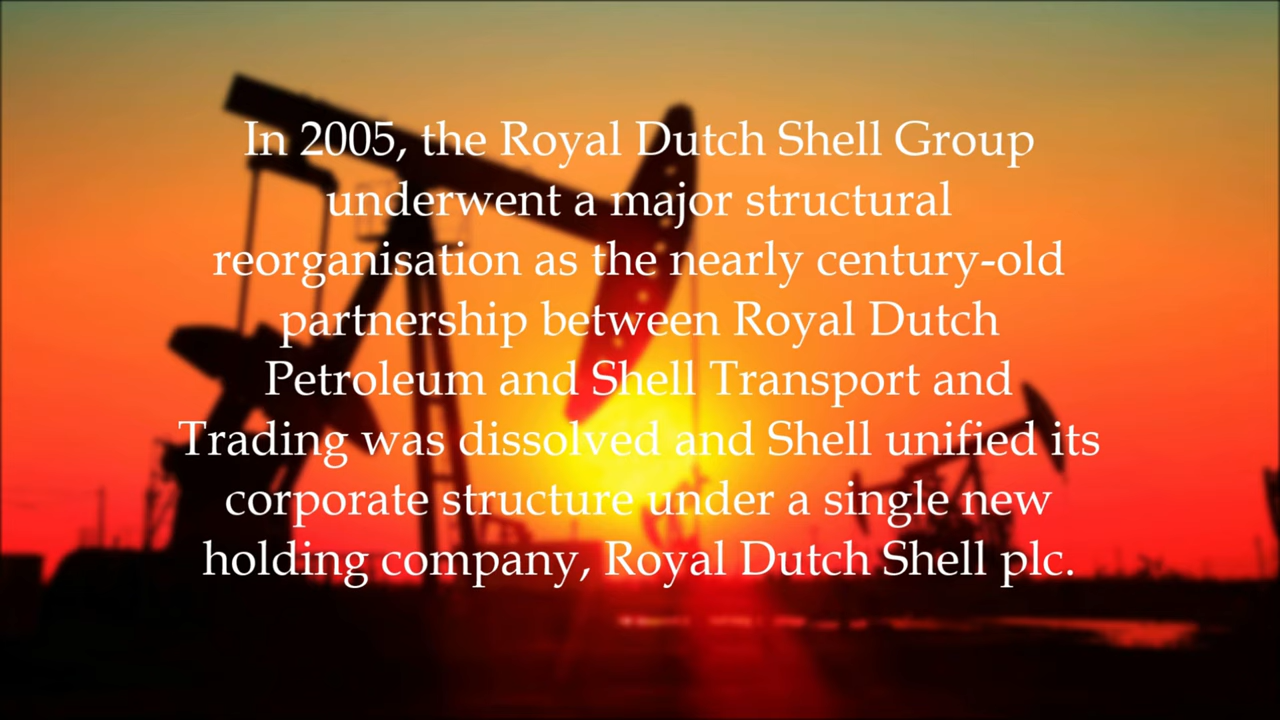 In 2005, the Royal Dutch Shell Group
underwent a major structural
reorganisation as the nearly century-old
partnership between Royal Dutch
Petroleum and Shell Transport and
Trading was dissolved and Shell unified its
corporate structure under a single new
holding company, Royal Dutch Shell plc.